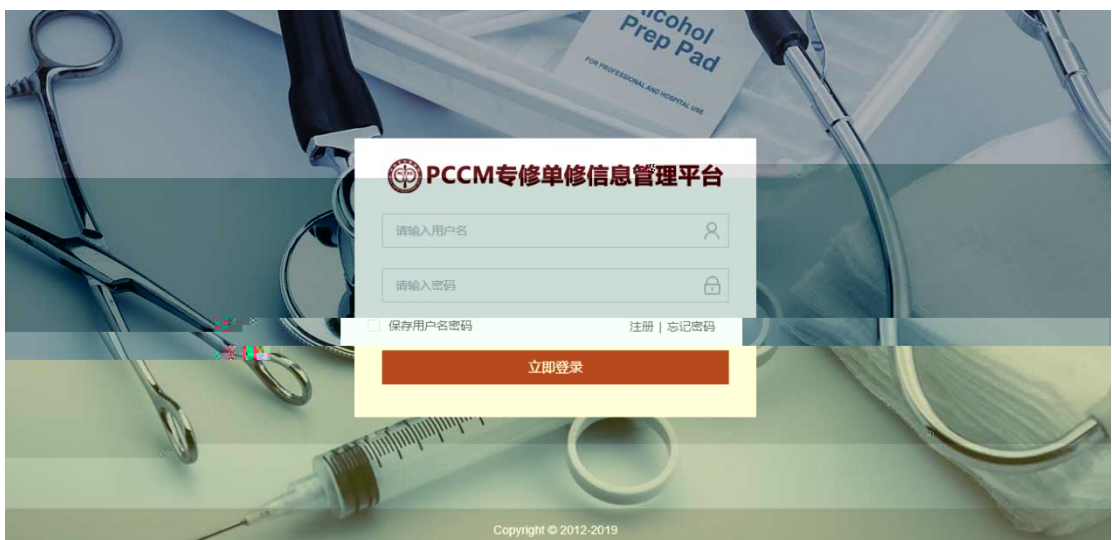 Alcohol
Prep Pad
FOR PROFESSIONAL AND HOSPITAL USE
PCCM专修单修信息管理平台
请输入用户名
请输入密码
保存用户名密码
注册 | 忘记密码
立即登录
Copyright © 2012-2019